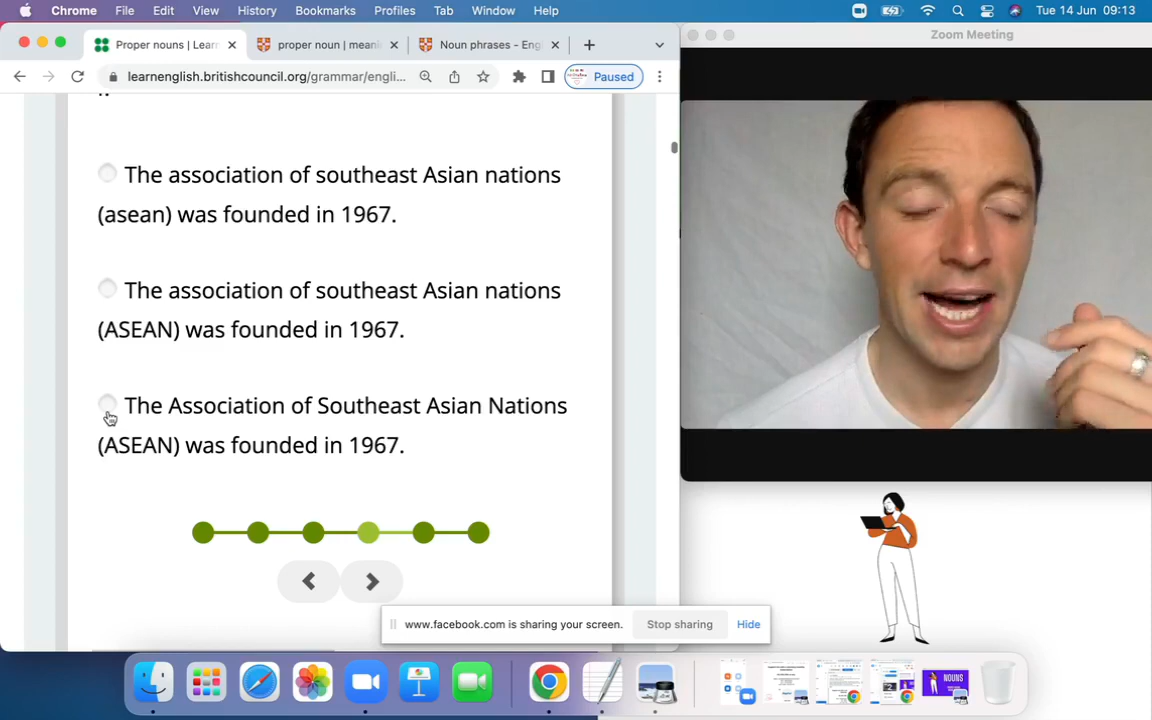 Chrome File Edit View History Bookmarks Profiles Tab Window Help Tue 14 Jun 09:13
Proper nouns | Lear
proper noun | meani
Noun phrases - Eng
Zoom Meeting
learnenglish.britishcouncil.org/grammar/engli...
Paused
The association of southeast Asian nations
(asean) was founded in 1967.
The association of southeast Asian nations
(ASEAN) was founded in 1967.
The Association of Southeast Asian Nations
(ASEAN) was founded in 1967.
www.facebook.com is sharing your screen. Stop sharing Hide
NOUNS